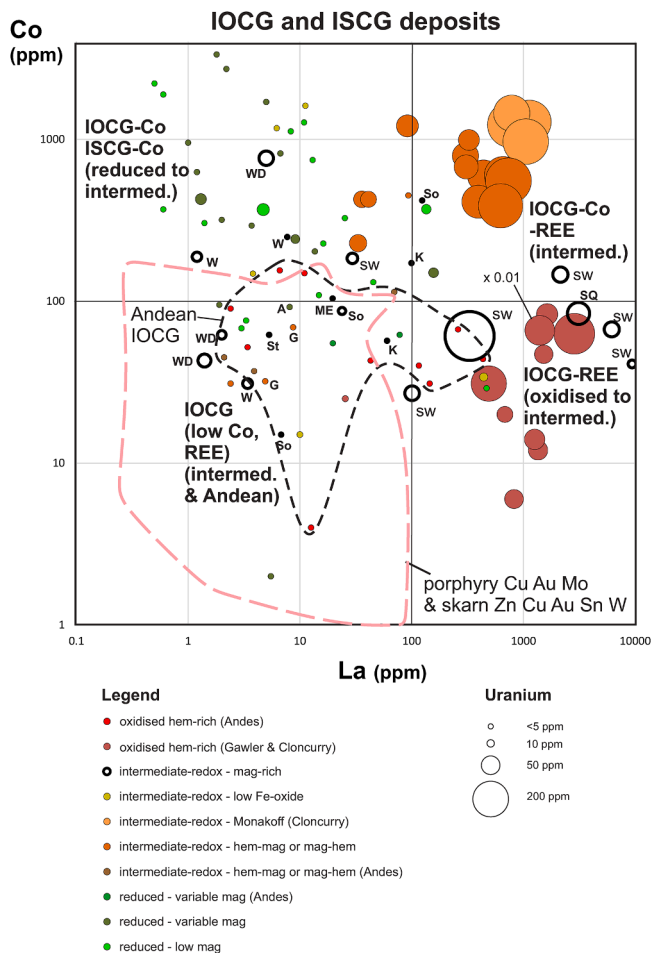 IOCG and ISCG deposits
Co
(ppm)
1000
100
10
1
0.1
1
10
100
1000
10000
La (ppm)
IOCG-Co
ISCG-Co
(reduced to
intermed.)
WD
W
So
W
K
SW
IOCG-Co
-REE
(intermed.)
SW
x 0.01
SQ
SW
SW
SW
Andean
IOCG
WD
A
ME
So
G
St
K
WD
W
G
SW
IOCG-REE
(oxidised to
intermed.)
IOCG
(low Co,
REE)
(intermed.
& Andean)
So
porphyry Cu Au Mo
& skarn Zn Cu Au Sn W
Legend
oxidised hem-rich (Andes)
oxidised hem-rich (Gawler & Cloncurry)
intermediate-redox - mag-rich
intermediate-redox - low Fe-oxide
intermediate-redox - Monakoff (Cloncurry)
intermediate-redox - hem-mag or mag-hem
intermediate-redox - hem-mag or mag-hem (Andes)
reduced - variable mag (Andes)
reduced - variable mag
reduced - low mag
Uranium
<5 ppm
10 ppm
50 ppm
200 ppm